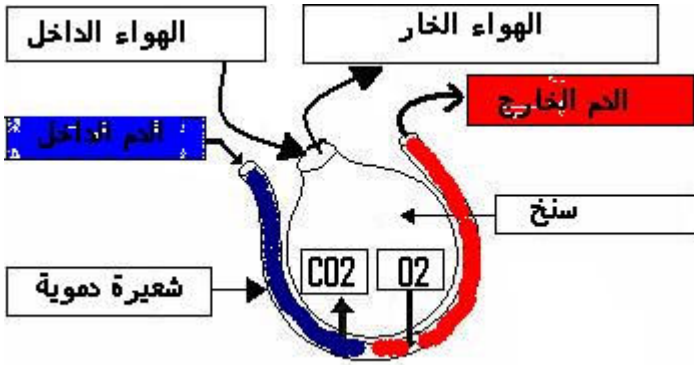 الهواء الخار
الهواء الداخل
الدم الخارج
الدم الداخل
سنخ
CO2
O2
شعيرة دموية